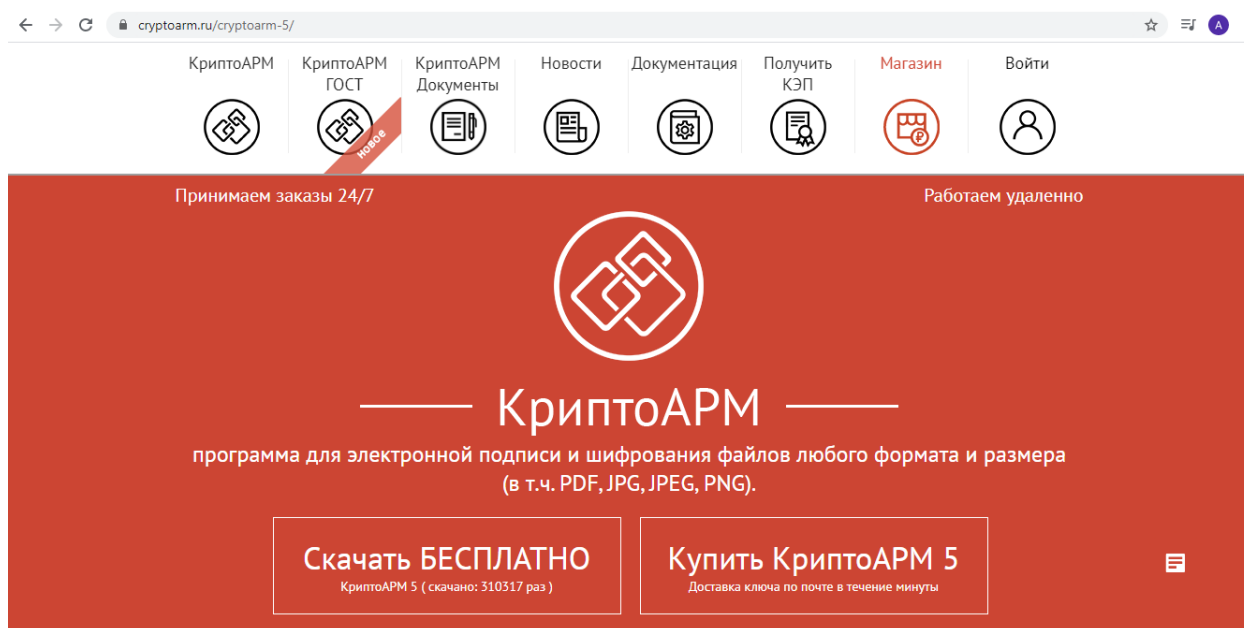 cryptoarm.ru/cryptoarm-5/
A
КриптоАРМ
КриптоАРМ
ГОСТ
новое
КриптоАРМ
Документы
Новости
Документация
Получить
КЭП
Магазин
Войти
Принимаем заказы 24/7
Работаем удаленно
КриптоАРМ
программа для электронной подписи и шифрования файлов любого формата и размера
(в т.ч. PDF, JPG, JPEG, PNG).
Скачать БЕСПЛАТНО
КриптоАРМ 5 ( скачано: 310317 раз )
Купить КриптоАРМ 5
Доставка ключа по почте в течение минуты